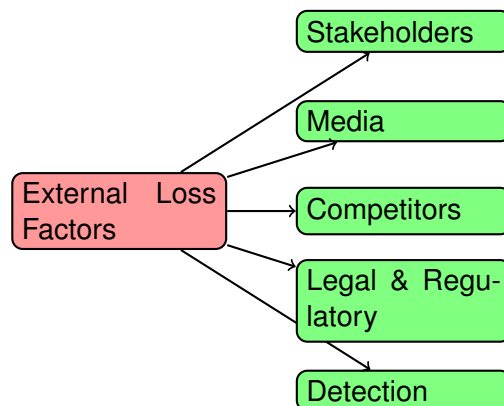 Stakeholders
Media
External Loss
Factors
Competitors
Legal & Regu-
latory
Detection